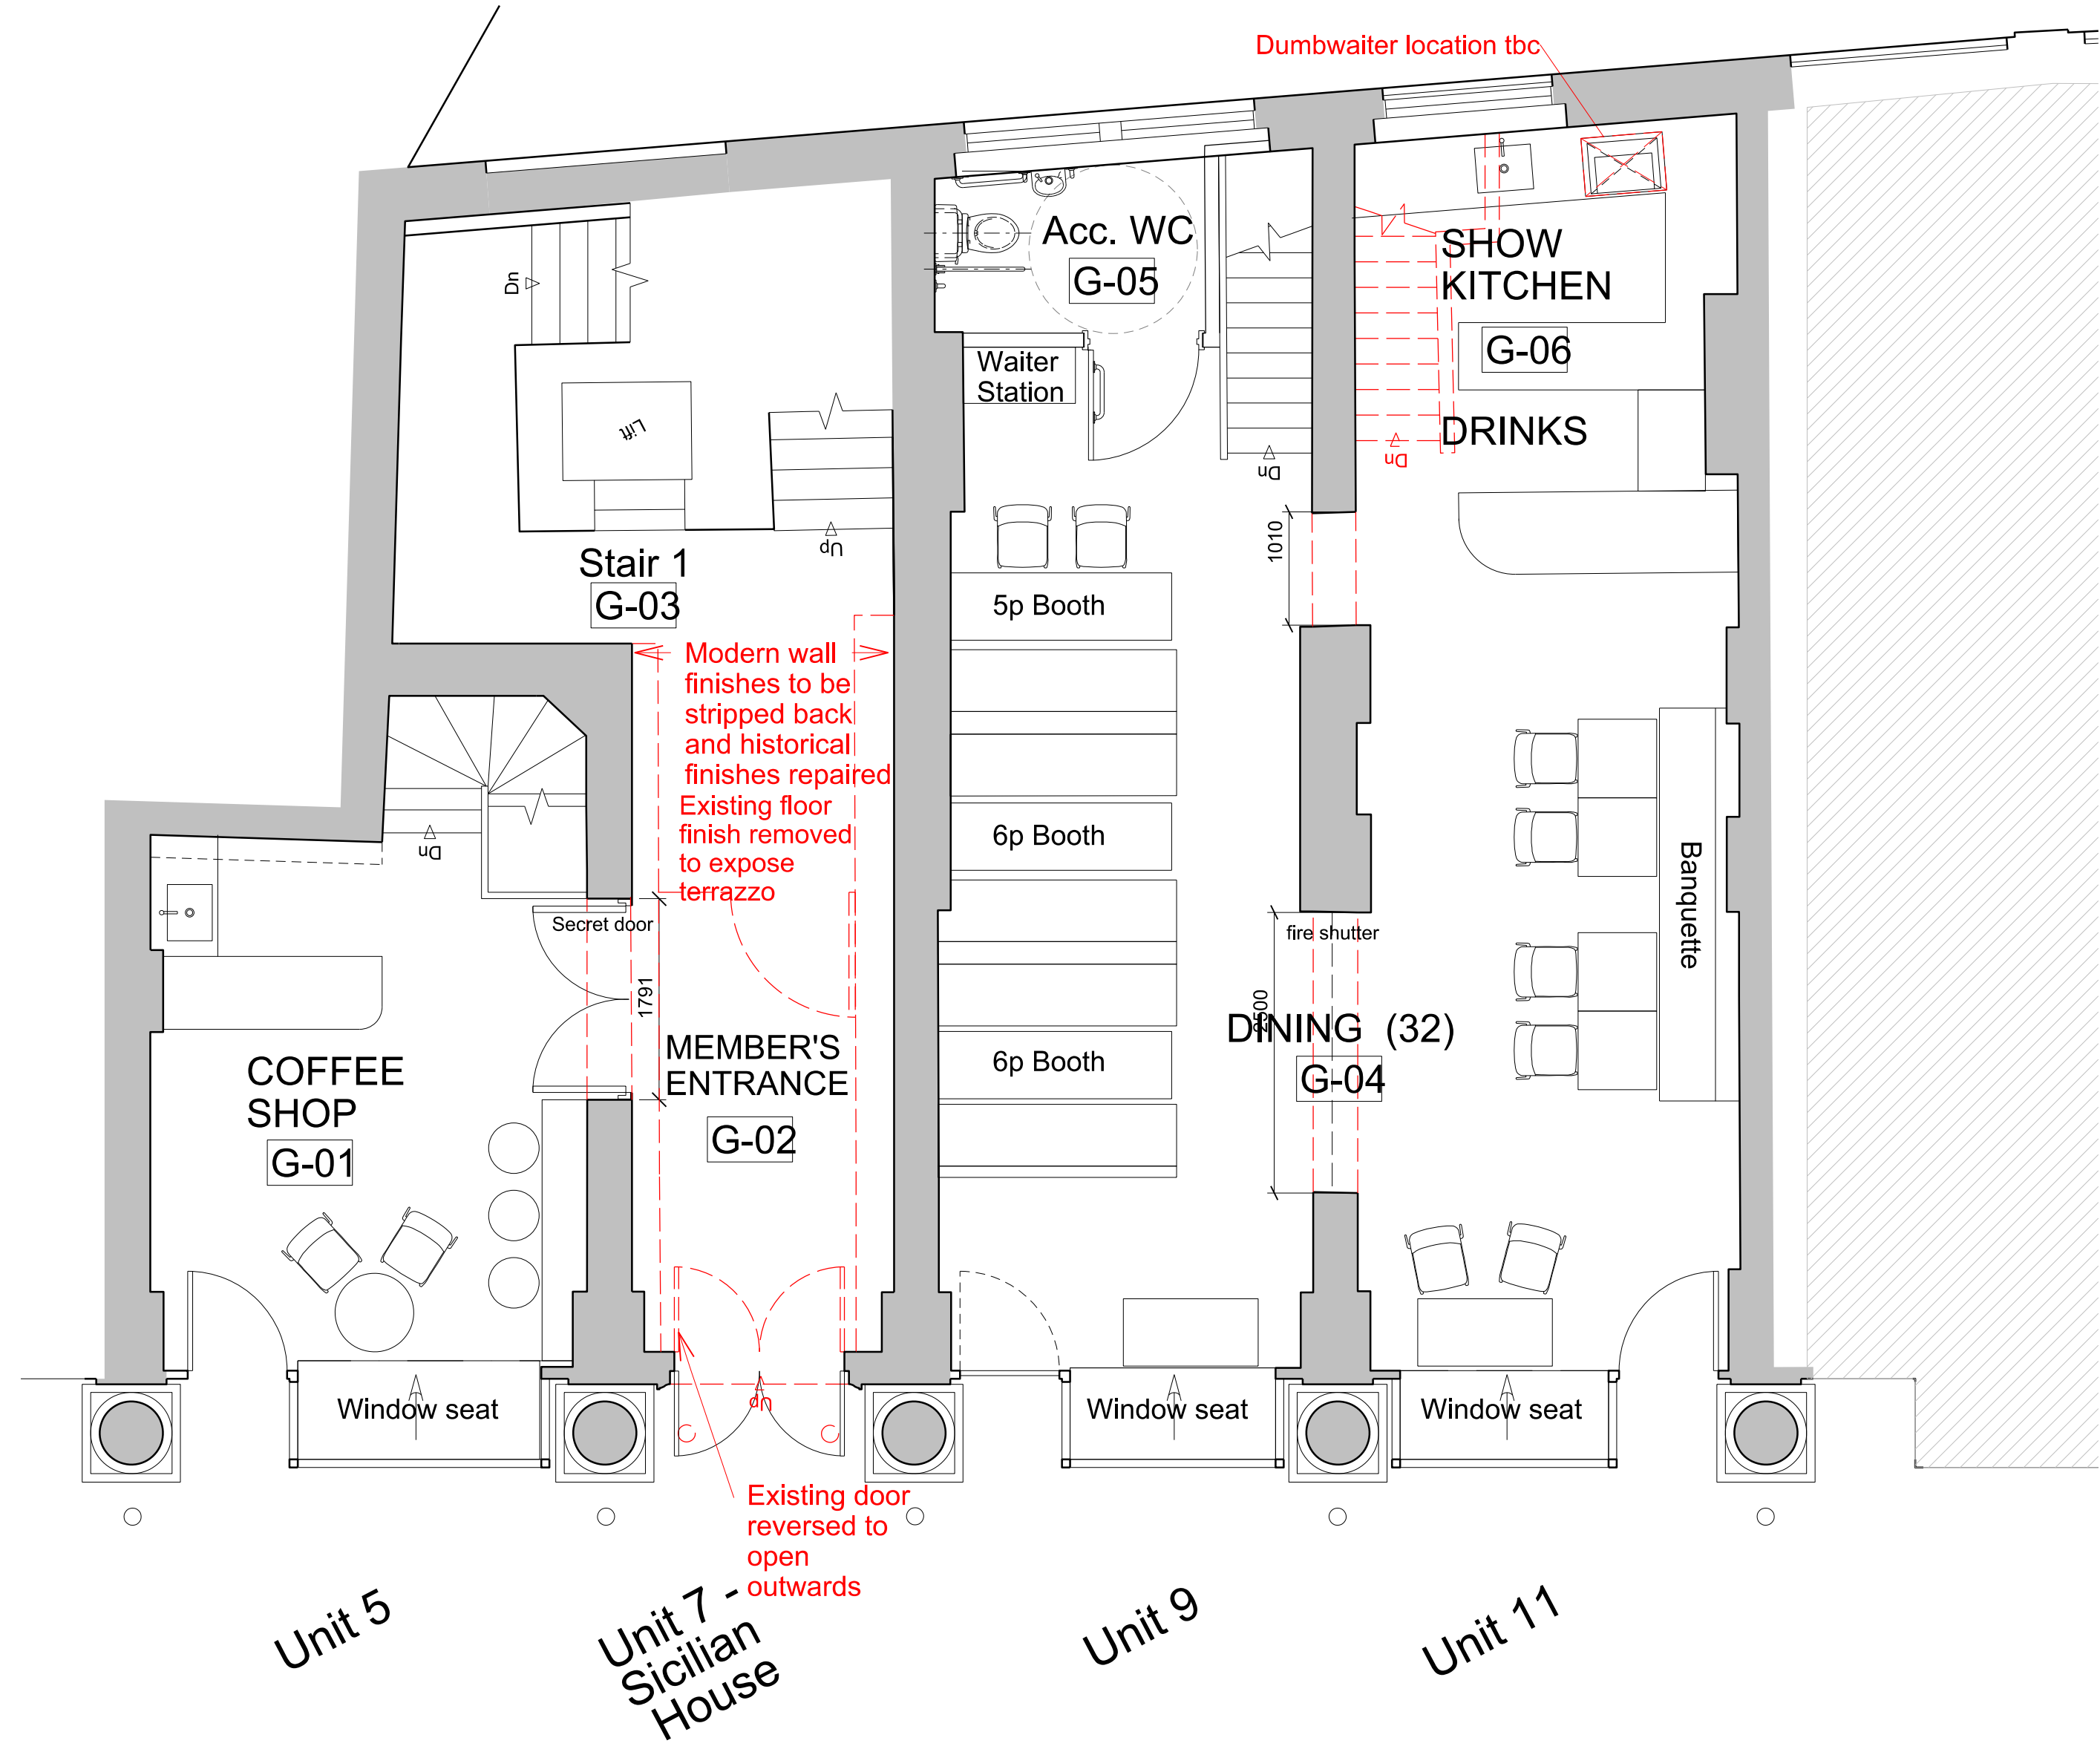 Dumbwaiter location tbc
Acc. WC
G-05
SHOW
KITCHEN
G-06
Dn
Waiter
Station
Lift
DRINKS
Dn
Dn
Up
1010
Stair 1
G-03
5p Booth
Modern wall
finishes to be
stripped back
and historical
finishes repaired
Existing floor
finish removed
to expose
terrazzo
6p Booth
Dn
Banquette
Secret door
fire shutter
1791
2500
DINING (32)
G-04
MEMBER'S
ENTRANCE
G-02
6p Booth
COFFEE
SHOP
G-01
Up
Window seat
Window seat
Window seat
Existing door
reversed to
open
outwards
Unit 5
Unit 7 -
Sicilian
House
Unit 9
Unit 11